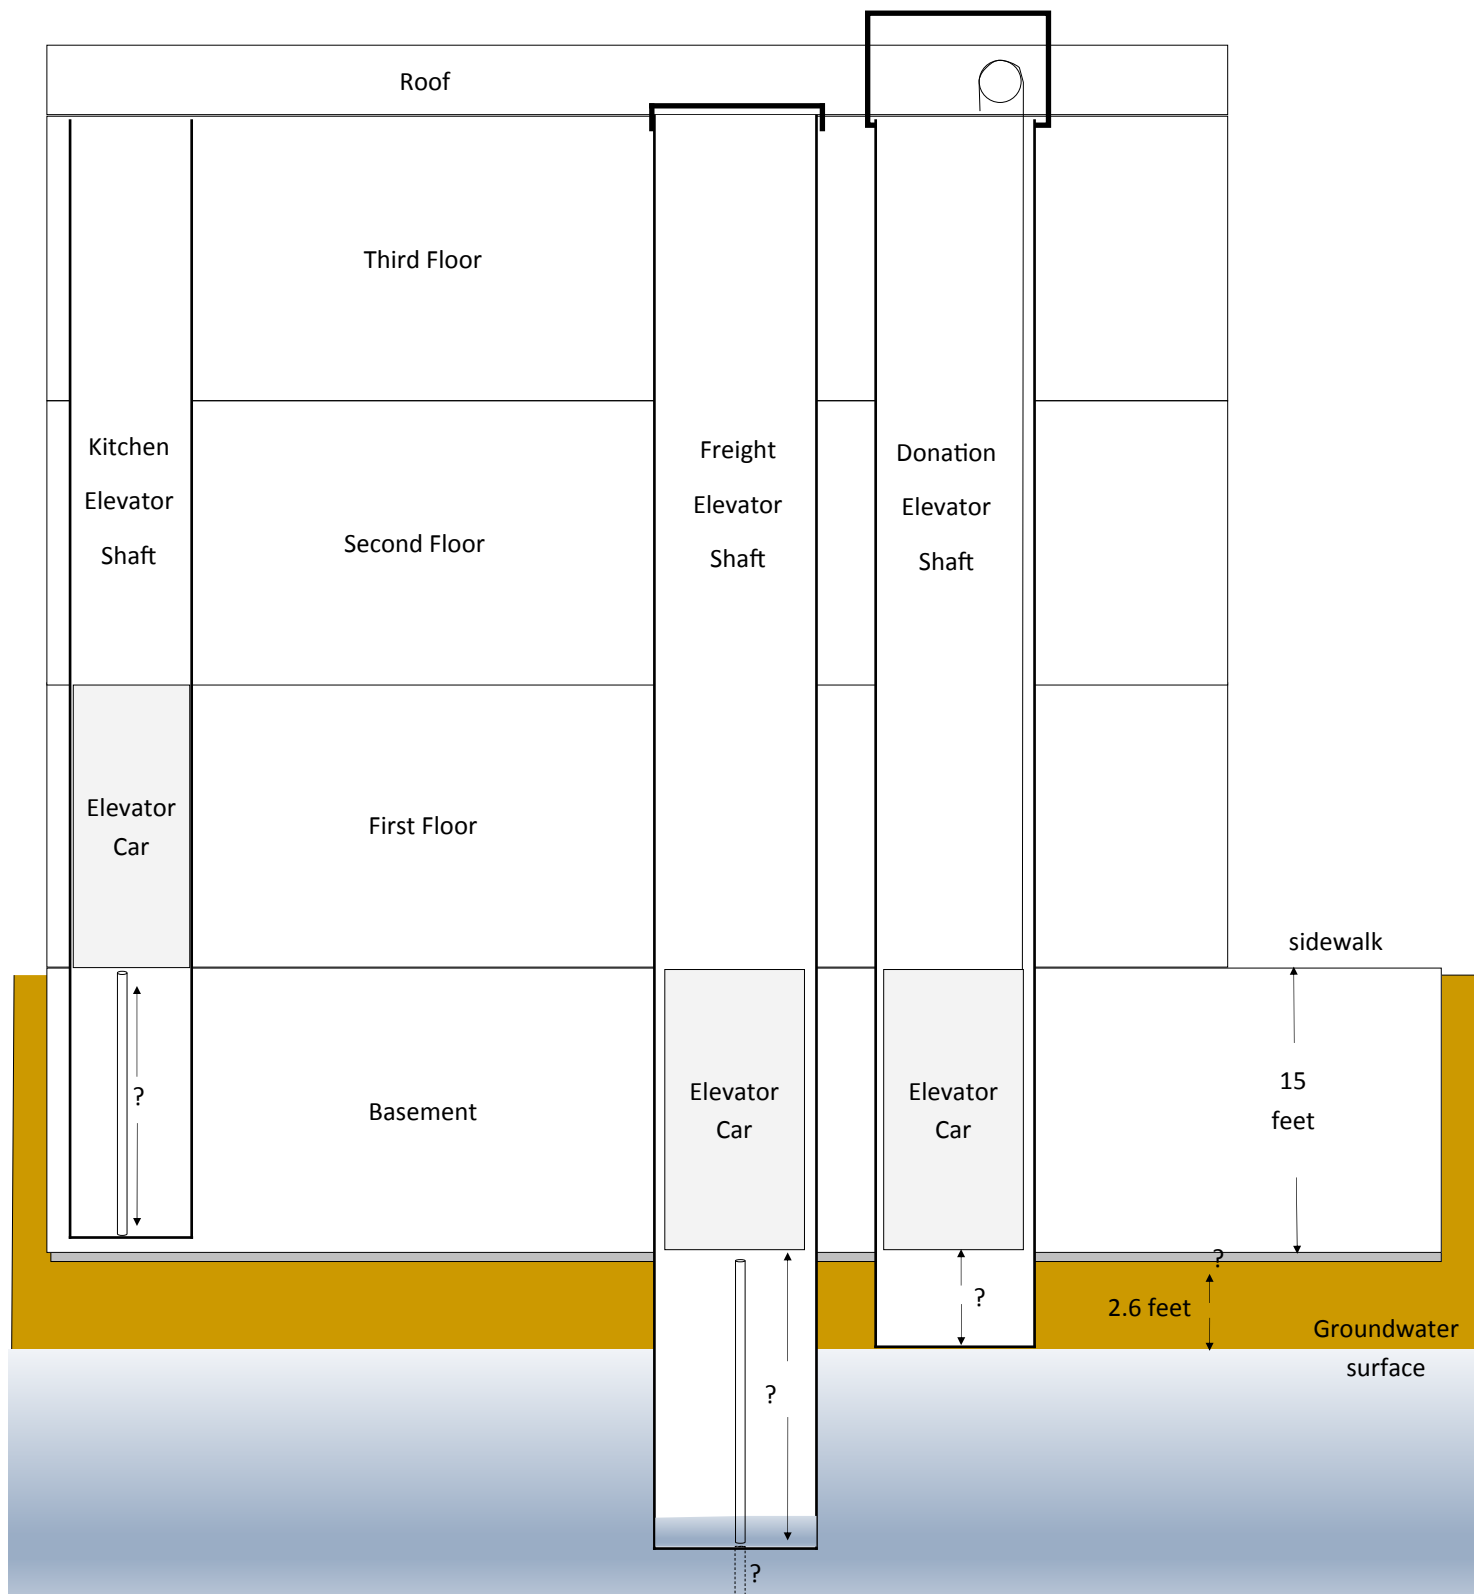 Roof
Third Floor
Kitchen
Elevator
Shaft
Second Floor
Freight
Elevator
Shaft
Donation
Elevator
Shaft
Elevator
Car
First Floor
sidewalk
?
Basement
Elevator
Car
Elevator
Car
15
feet
?
?
2.6 feet
Groundwater
surface
?
?